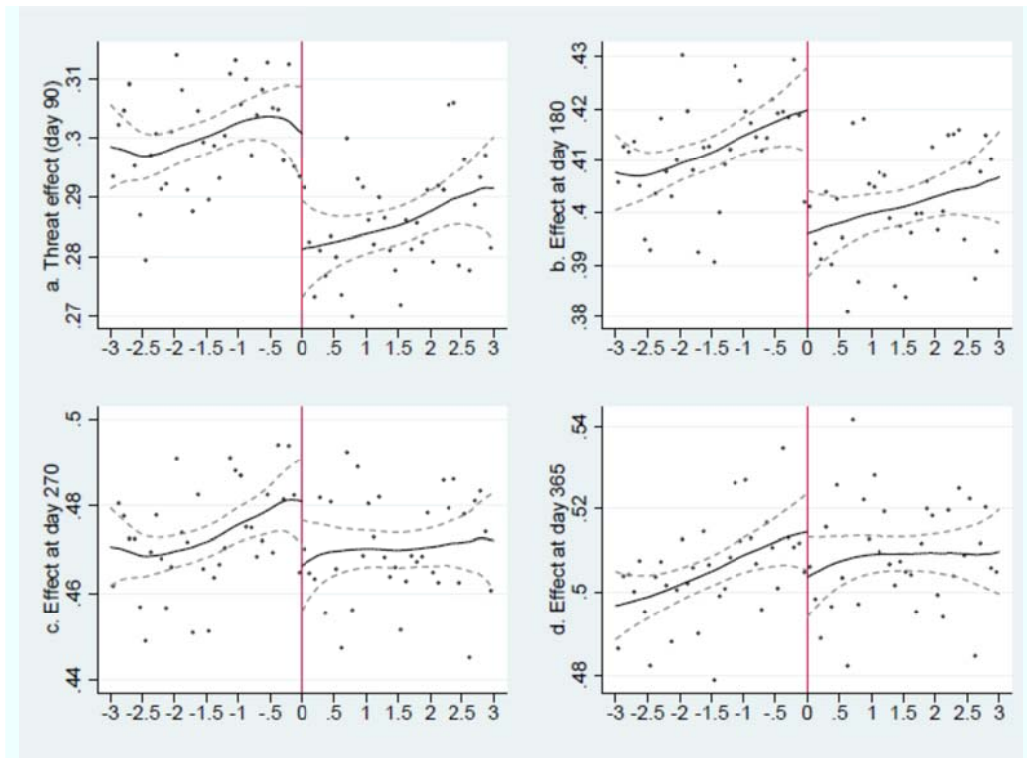 a. Threat effect (day 90)
.31
.3
.29
.28
.27
-3 -2.5 -2 -1.5 -1 -.5 0 .5 1 1.5 2 2.5 3
b. Effect at day 180
.43
.42
.41
.4
.39
.38
-3 -2.5 -2 -1.5 -1 -.5 0 .5 1 1.5 2 2.5 3
c. Effect at day 270
.5
.48
.46
.44
-3 -2.5 -2 -1.5 -1 -.5 0 .5 1 1.5 2 2.5 3
d. Effect at day 365
.54
.52
.5
.48
-3 -2.5 -2 -1.5 -1 -.5 0 .5 1 1.5 2 2.5 3